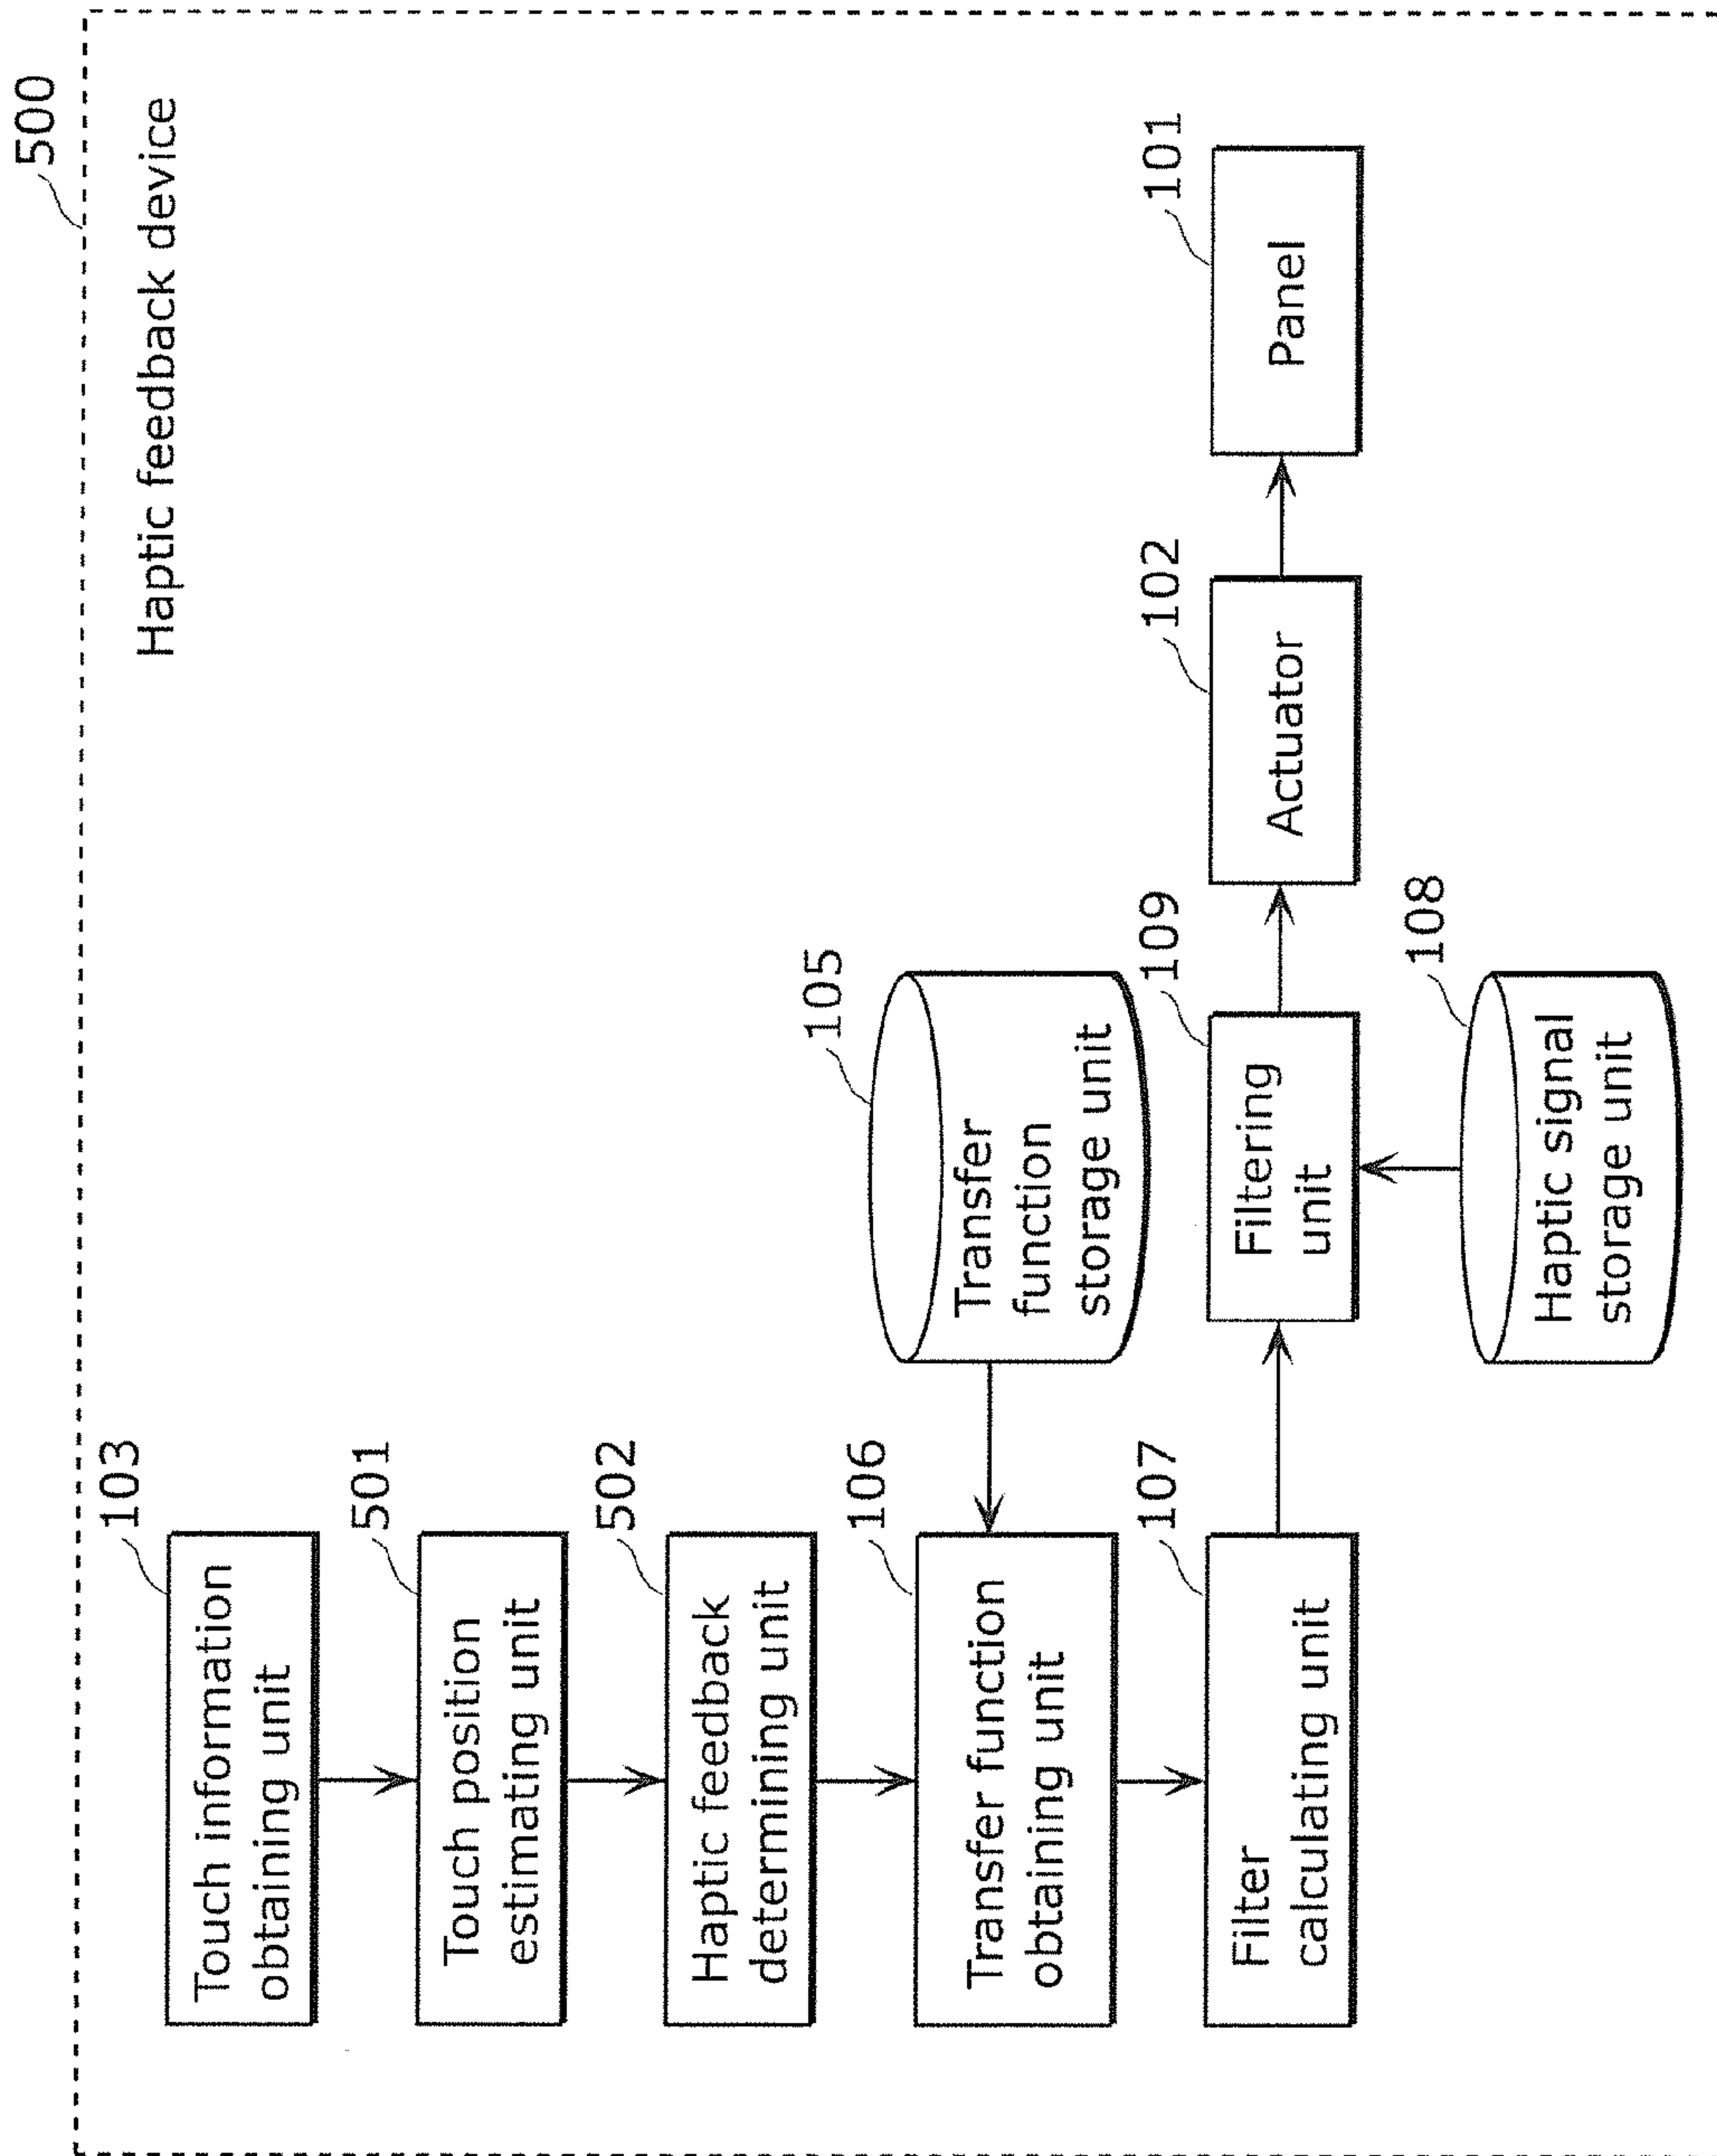 500
Haptic feedback device
103
Touch information
obtaining unit
501
Touch position
estimating unit
502
Haptic feedback
determining unit
105
Transfer
function
storage unit
106
Transfer function
obtaining unit
107
Filter
calculating unit
109
Filtering
unit
102
Actuator
101
Panel
108
Haptic signal
storage unit